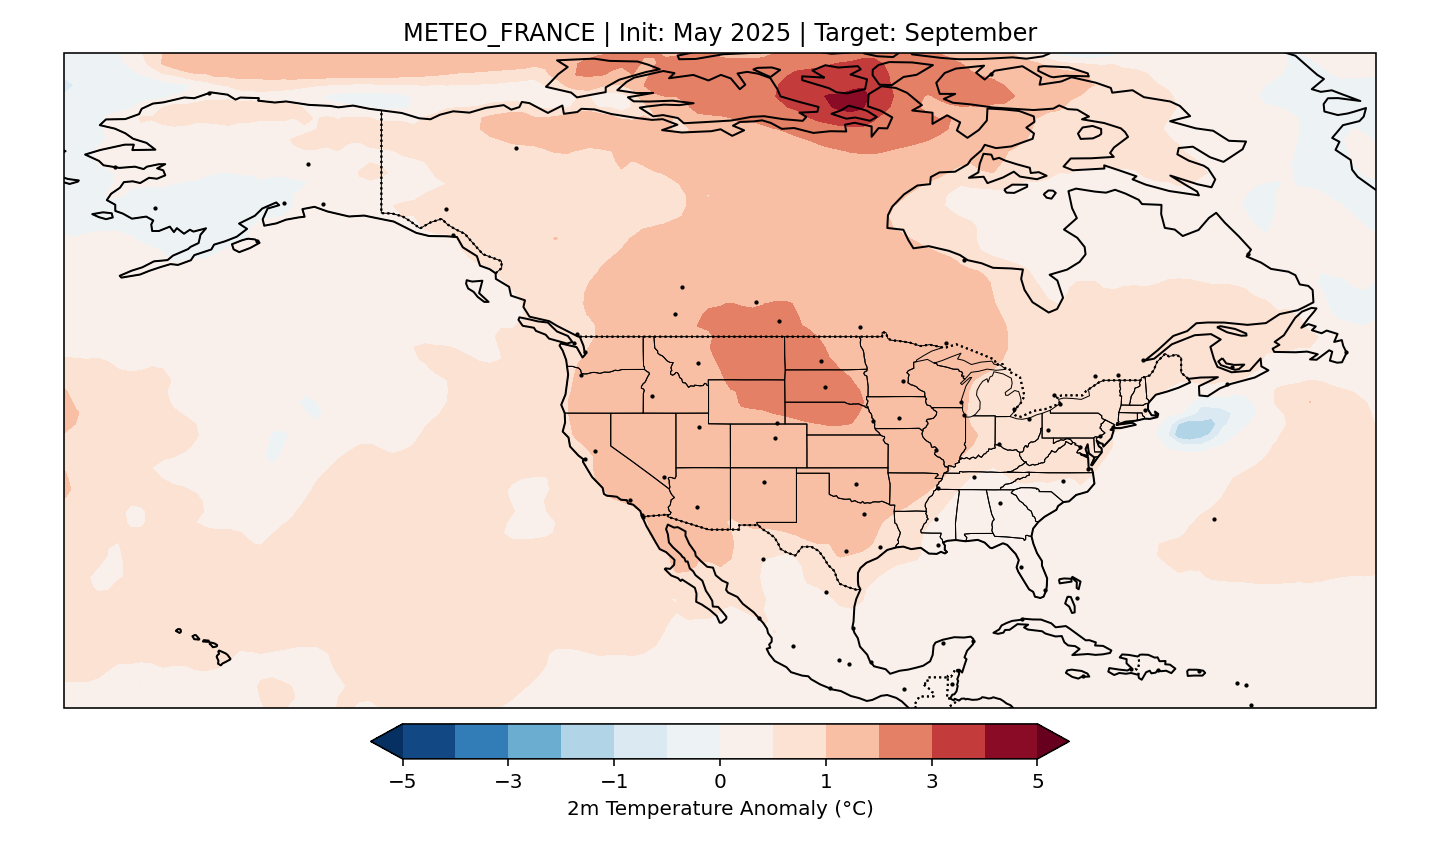 METEO_FRANCE | Init: May 2025 | Target: September
−5 −3 −1 0 1 3 5
2m Temperature Anomaly (°C)